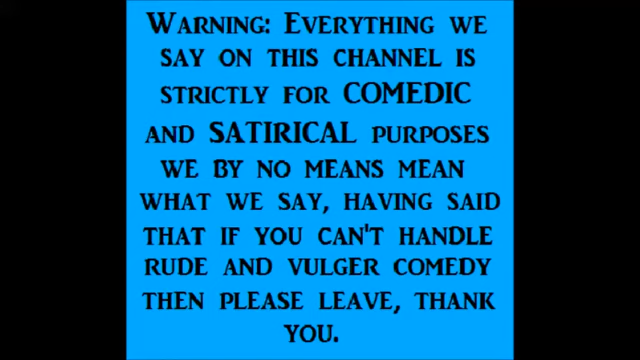 Warning: Everything we
say on this channel is
strictly for COMEDIC
and SATIRICAL purposes
we by no means mean
what we say, having said
that if you can't handle
rude and vulger comedy
then please leave, thank
you.